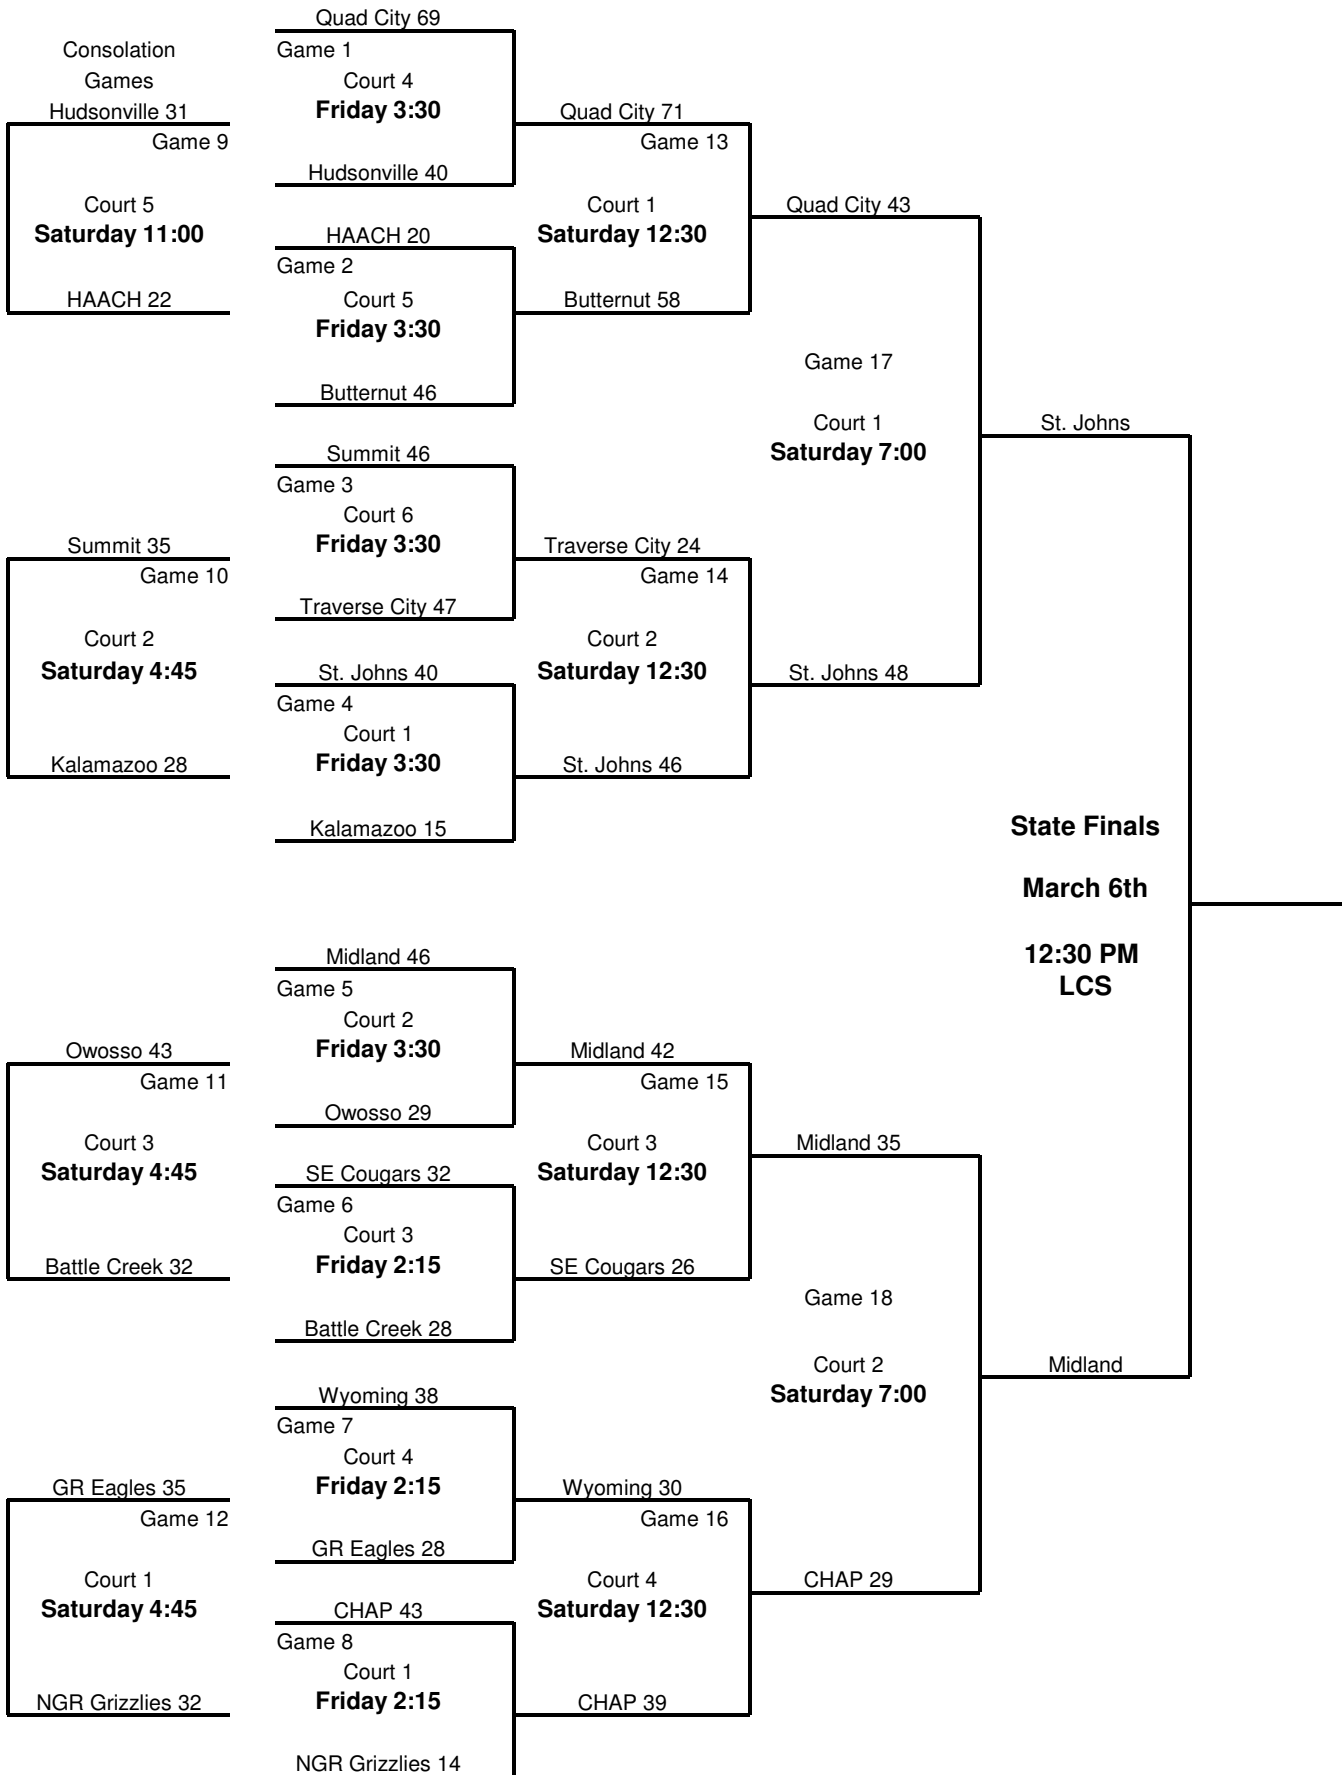 Quad City 69
Consolation
Games
Game 1
Court 4
Friday 3:30
Hudsonville 31
Game 9
Court 5
Saturday 11:00
HAACH 22
Hudsonville 40
HAACH 20
Game 2
Court 5
Friday 3:30
Butternut 46
Quad City 71
Game 13
Court 1
Saturday 12:30
Butternut 58
Quad City 43
Game 17
Court 1
Saturday 7:00
St. Johns
Summit 46
Game 3
Court 6
Friday 3:30
Traverse City 47
Summit 35
Game 10
Court 2
Saturday 4:45
Kalamazoo 28
St. Johns 40
Game 4
Court 1
Friday 3:30
Kalamazoo 15
Traverse City 24
Game 14
Court 2
Saturday 12:30
St. Johns 46
St. Johns 48
State Finals
March 6th
12:30 PM
LCS
Midland 46
Game 5
Court 2
Friday 3:30
Owosso 29
Owosso 43
Game 11
Court 3
Saturday 4:45
Battle Creek 32
SE Cougars 32
Game 6
Court 3
Friday 2:15
Battle Creek 28
Midland 42
Game 15
Court 3
Saturday 12:30
SE Cougars 26
Midland 35
Game 18
Court 2
Saturday 7:00
Midland
Wyoming 38
Game 7
Court 4
Friday 2:15
GR Eagles 28
GR Eagles 35
Game 12
Court 1
Saturday 4:45
NGR Grizzlies 32
CHAP 43
Game 8
Court 1
Friday 2:15
NGR Grizzlies 14
Wyoming 30
Game 16
Court 4
Saturday 12:30
CHAP 39
CHAP 29